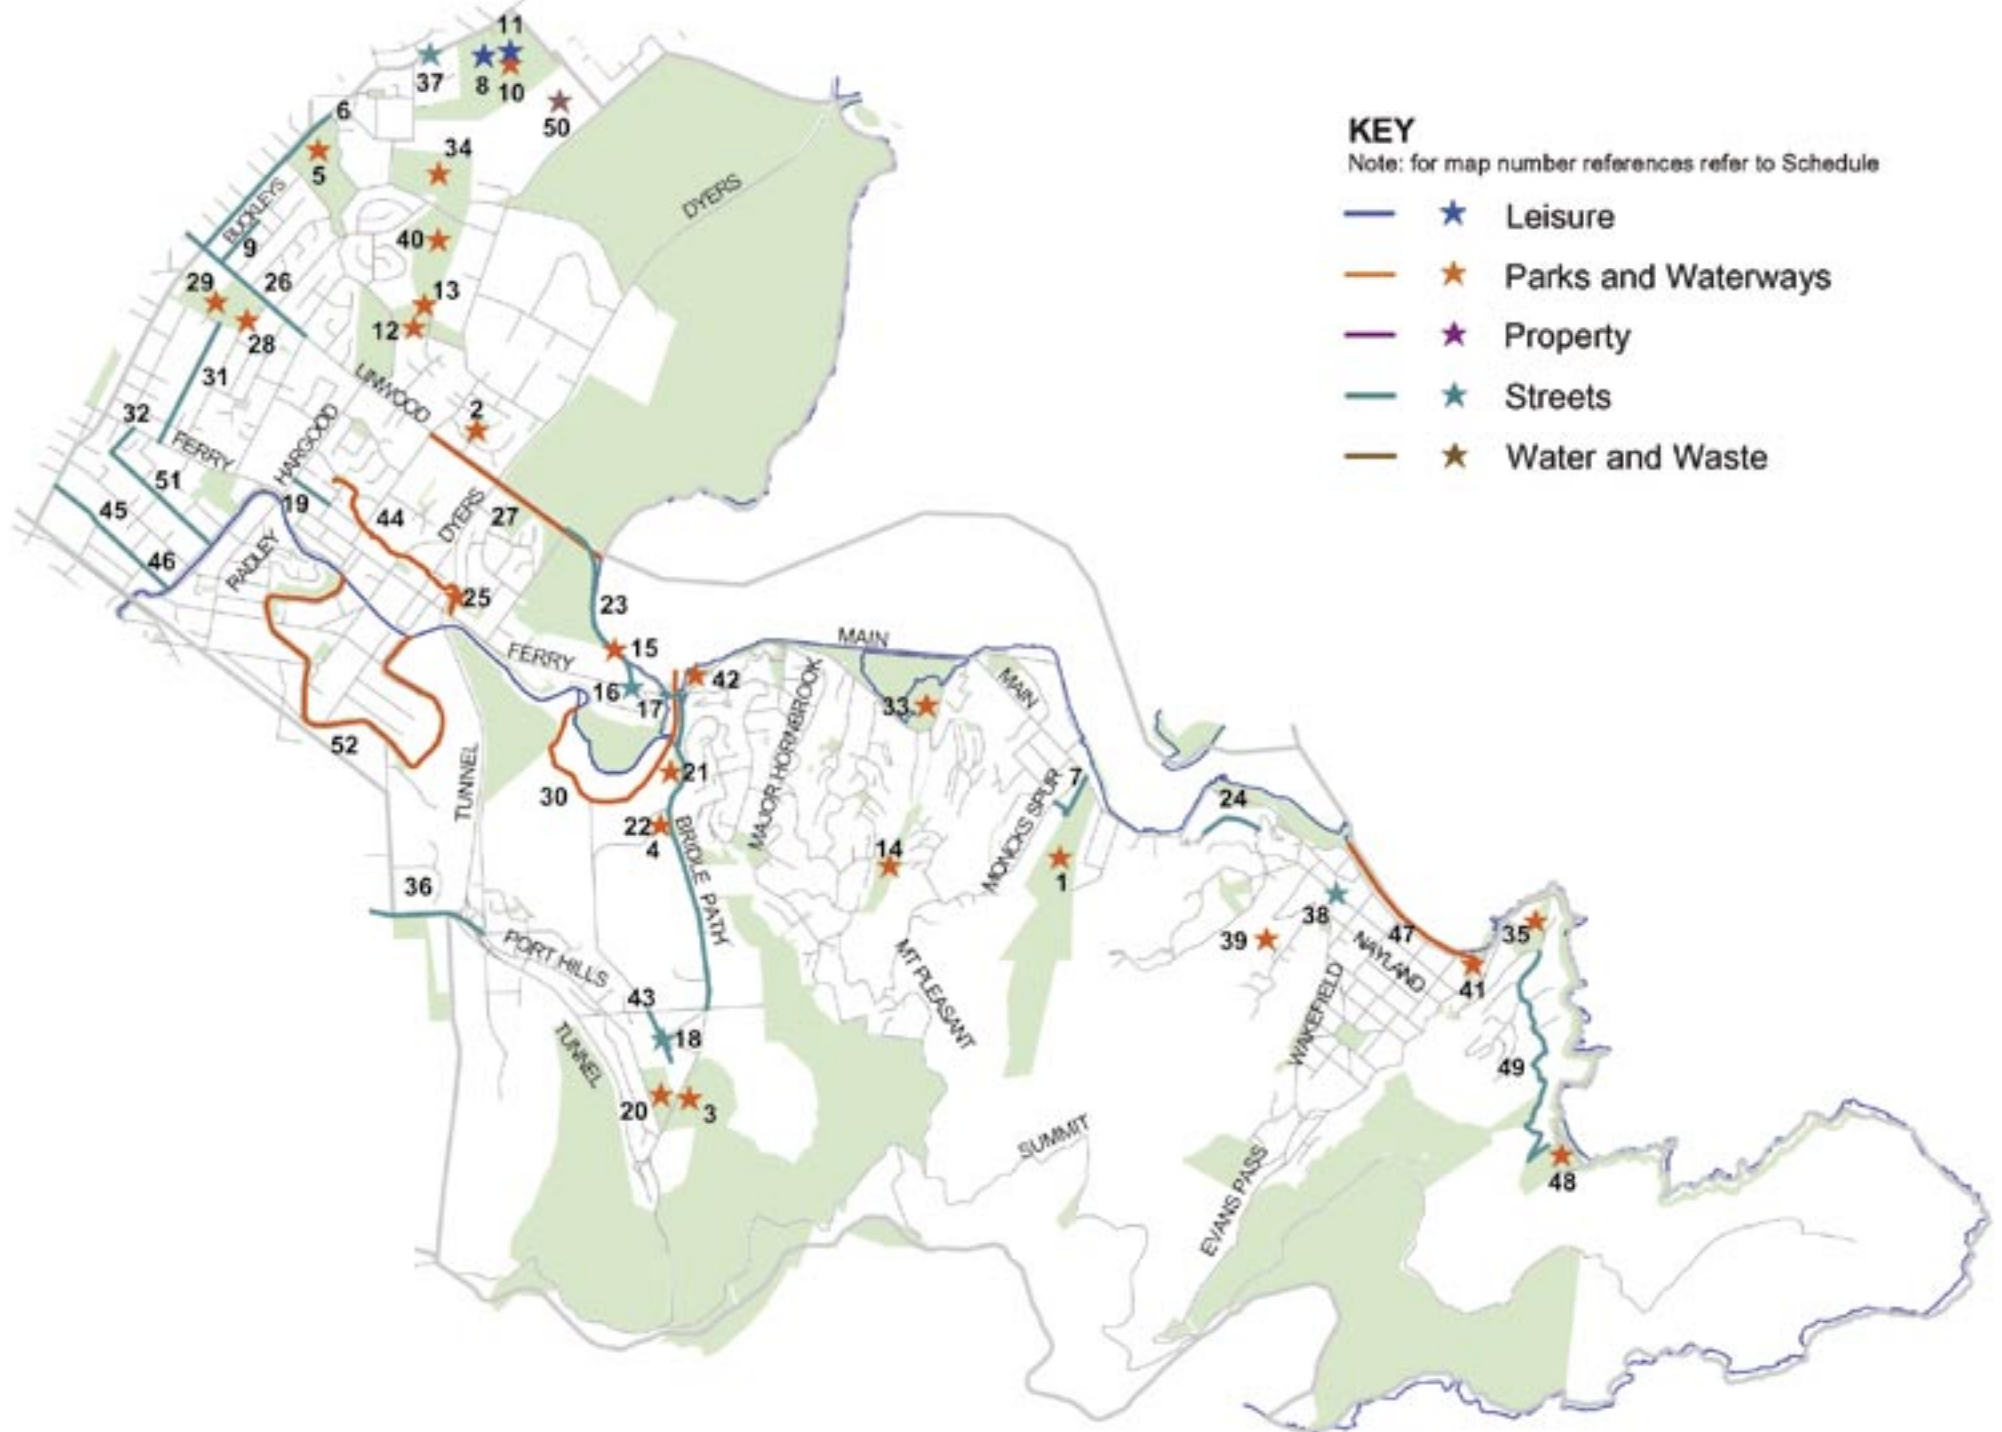 11
37
8
10
6
50
34
5
BUCKLEYS
DYERS
9
40
29
26
13
12
28
31
LINWOOD
2
32
FERRY
HARGOOD
51
19
44
DYERS
27
45
46
RADLEY
25
23
FERRY
15
16
17
42
MAIN
MAJOR HORNBROOK
33
MAIN
52
TUNNEL
30
21
22
4
BRIDLE PATH
14
MONCKS SPUR
7
1
24
36
PORT HILLS
MT PLEASANT
38
39
47
NAYLAND
35
41
WAKEFIELD
43
18
TUNNEL
20
3
49
SUMMIT
EVANS PASS
48
KEY
Note: for map number references refer to Schedule
Leisure
Parks and Waterways
Property
Streets
Water and Waste